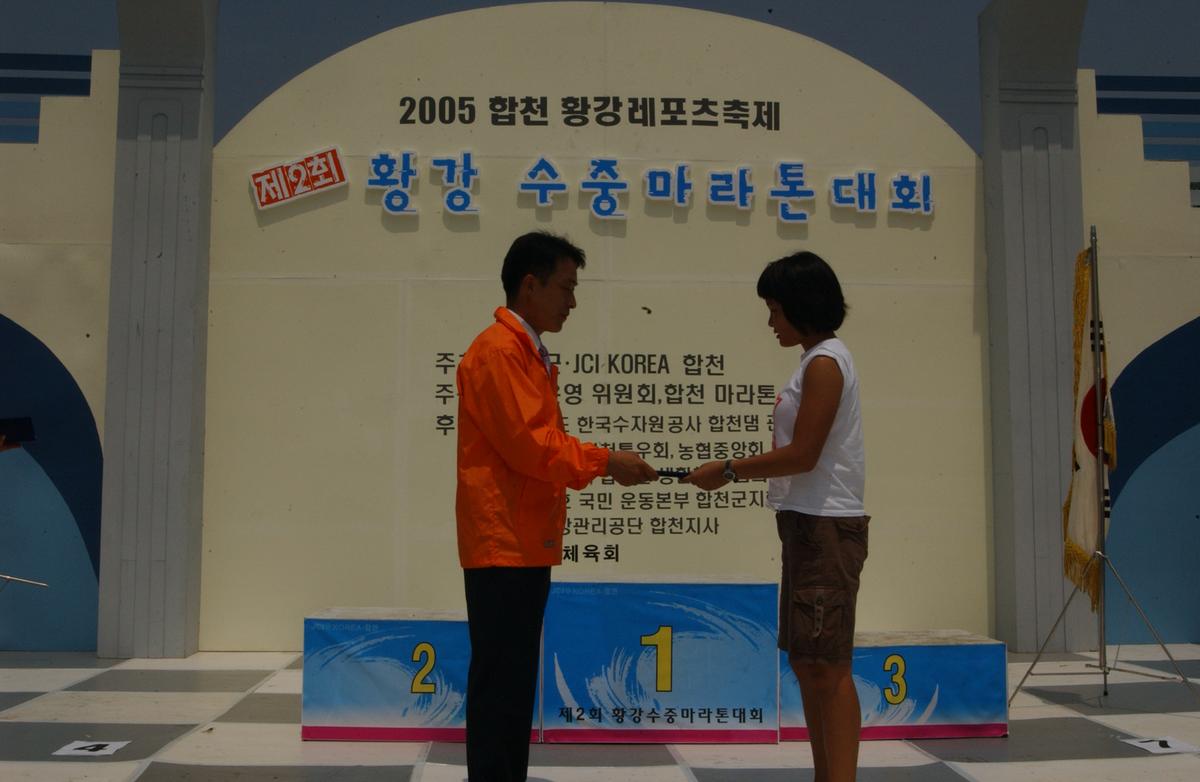 2005 합천 황강레포츠축제
제2회 황강 수중마라톤대회
·JCI KOREA 합천
영 위원회,합천 마라톤
한국수자원공사 합천댐
농협중앙회
국민 운동본부 합천군지
관리공단 합천지사
체육회
2
1
3
제2회 황강수중마라톤대회
4